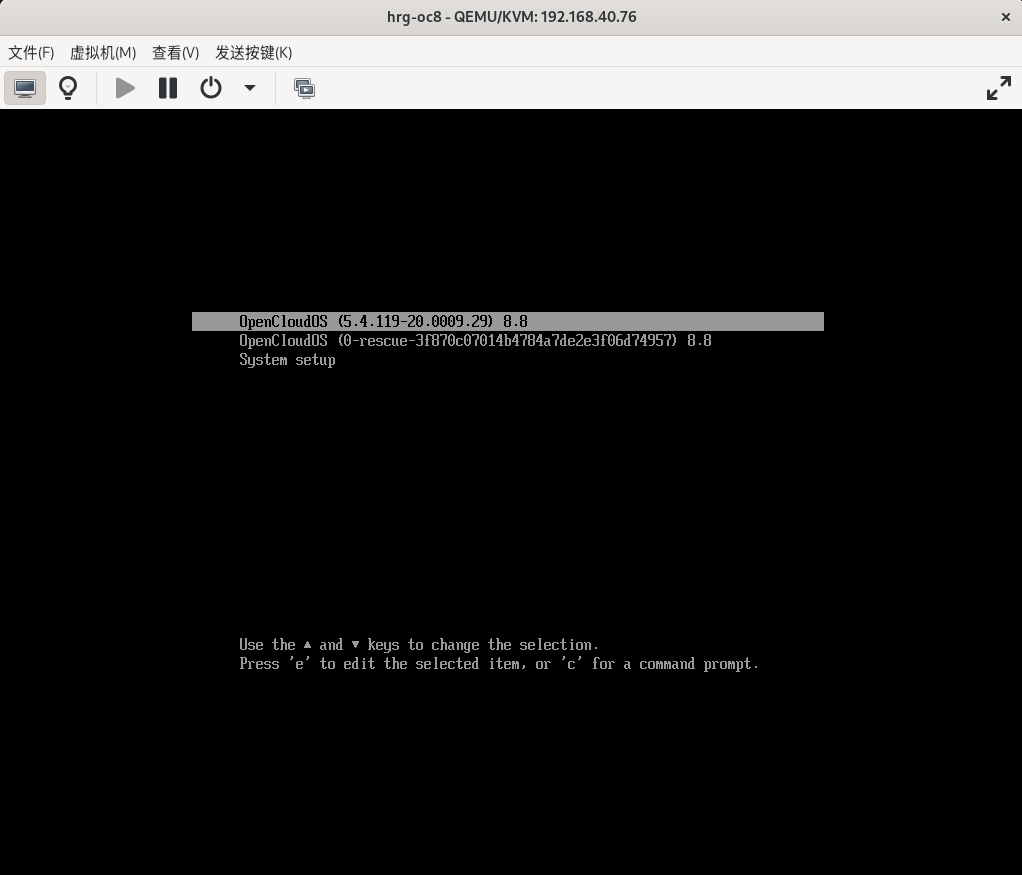 hrg-oc8 - QEMU/KVM: 192.168.40.76
文件(F) 虚拟机(M) 查看(V) 发送按键(K)
OpenCloudOS (5.4.119-20.0009.29) 8.8
OpenCloudOS (0-rescue-3f870c07014b4784a7de2e3f06d74957) 8.8
System setup
Use the ▲ and ▼ keys to change the selection.
Press 'e' to edit the selected item, or 'c' for a command prompt.